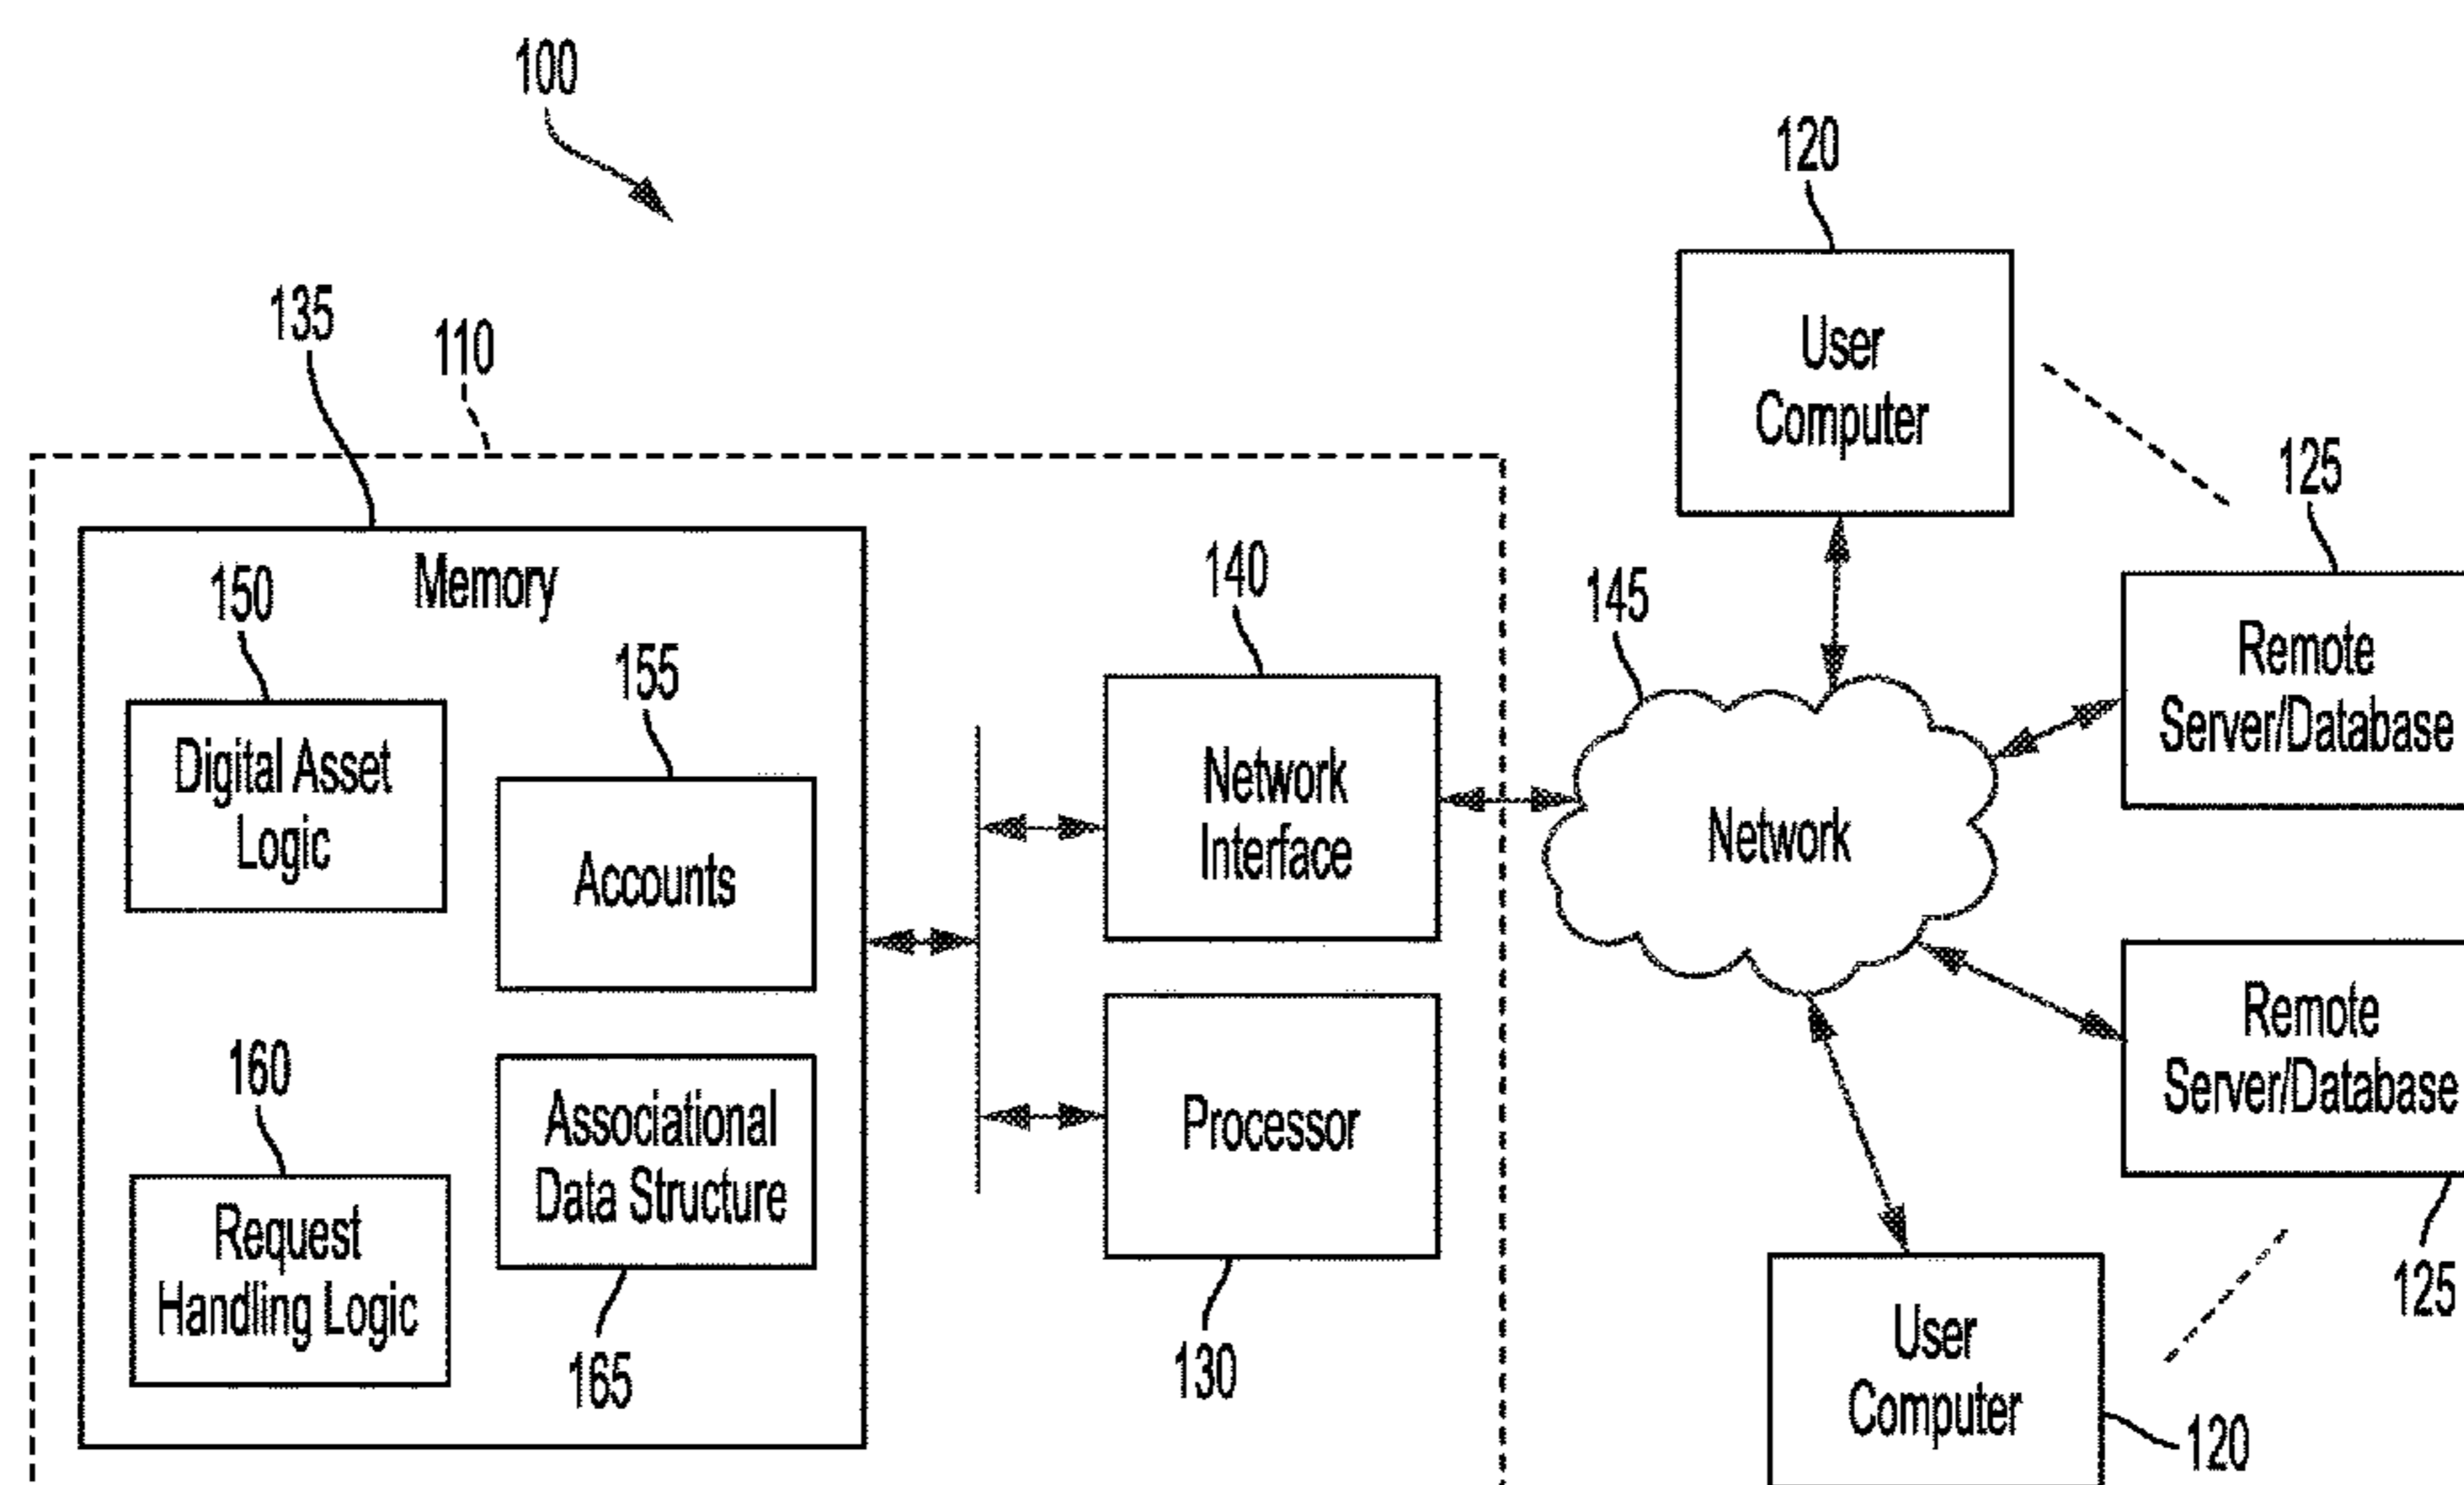 100
120
135
110
User
Computer
125
150
Memory
140
145
155
Remote
Server/Database
Digital Asset
Logic
Network
Interface
Network
Accounts
160
Associational
Data Structure
Processor
Remote
Server/Database
Request
Handling Logic
165
130
User
Computer
125
120